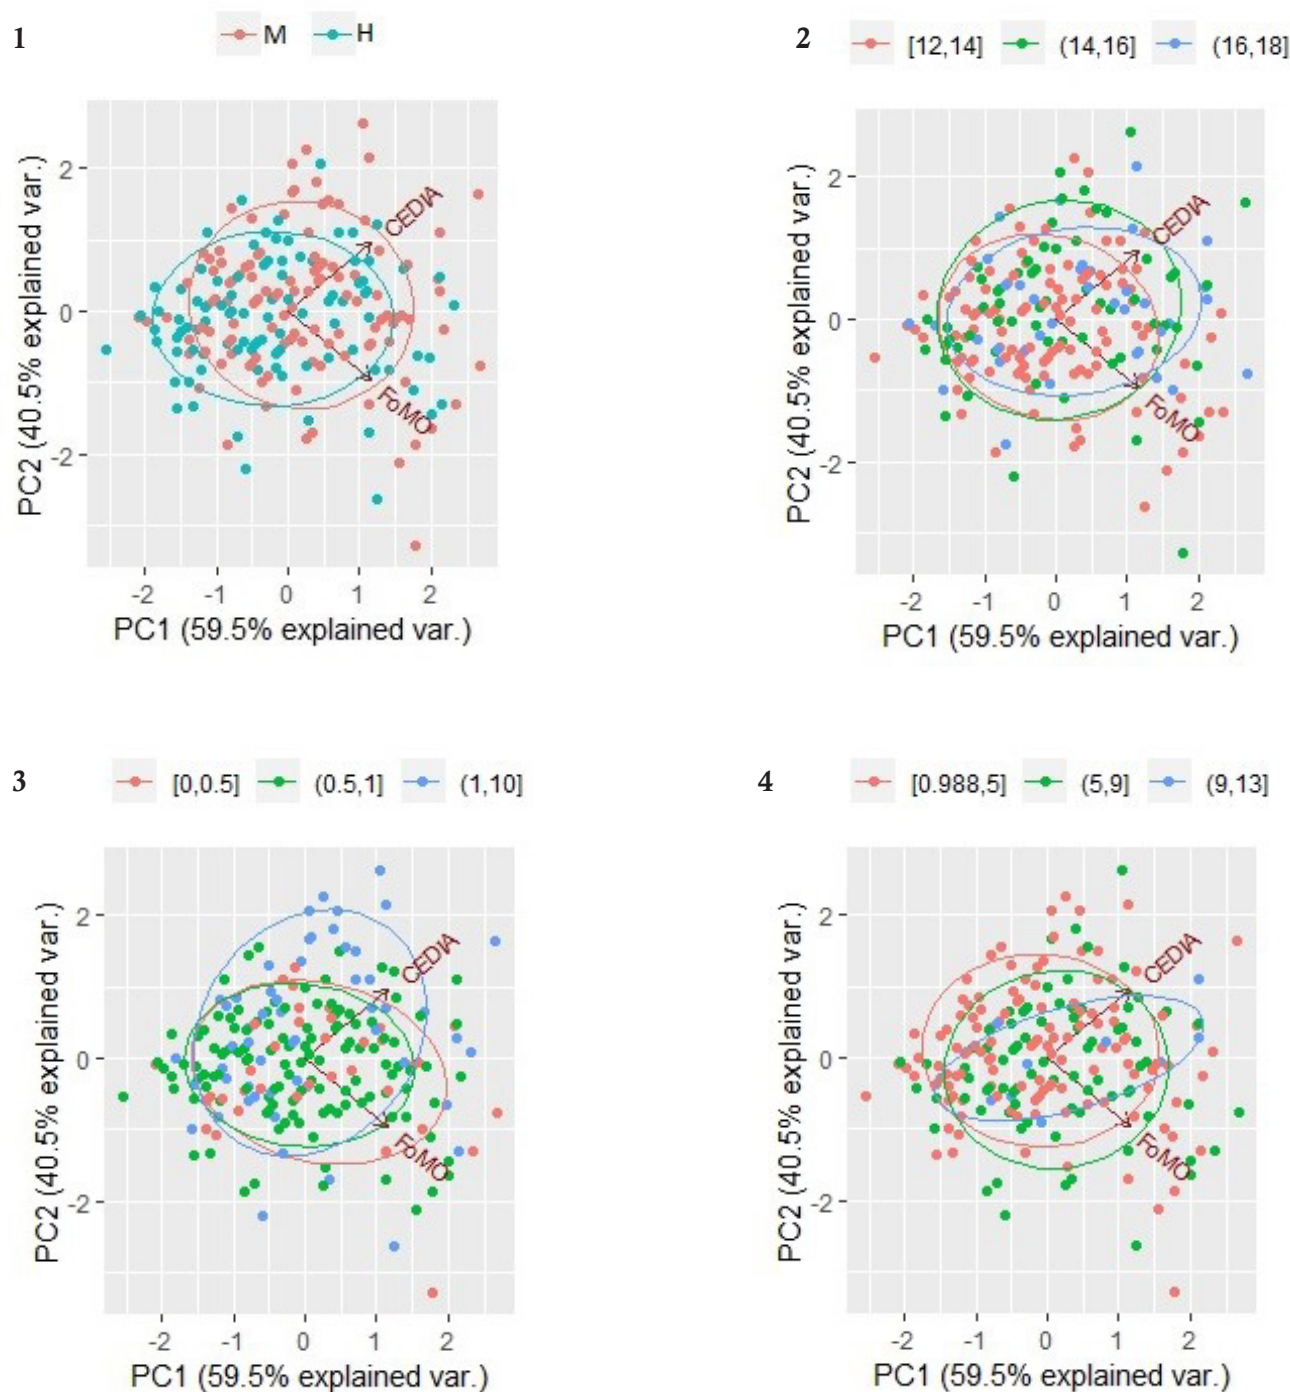 1
M H
CEDIA
FoMO
2
0
-2
PC2 (40.5% explained var.)
-2 -1 0 1 2
PC1 (59.5% explained var.)
2
[12,14] (14,16] (16,18]
CEDIA
FoMO
2
0
-2
PC2 (40.5% explained var.)
-2 -1 0 1 2
PC1 (59.5% explained var.)
3
[0,0.5] (0.5,1] (1,10]
CEDIA
FoMO
2
0
-2
PC2 (40.5% explained var.)
-2 -1 0 1 2
PC1 (59.5% explained var.)
4
[0.988,5] (5,9] (9,13]
CEDIA
FoMO
2
0
-2
PC2 (40.5% explained var.)
-2 -1 0 1 2
PC1 (59.5% explained var.)